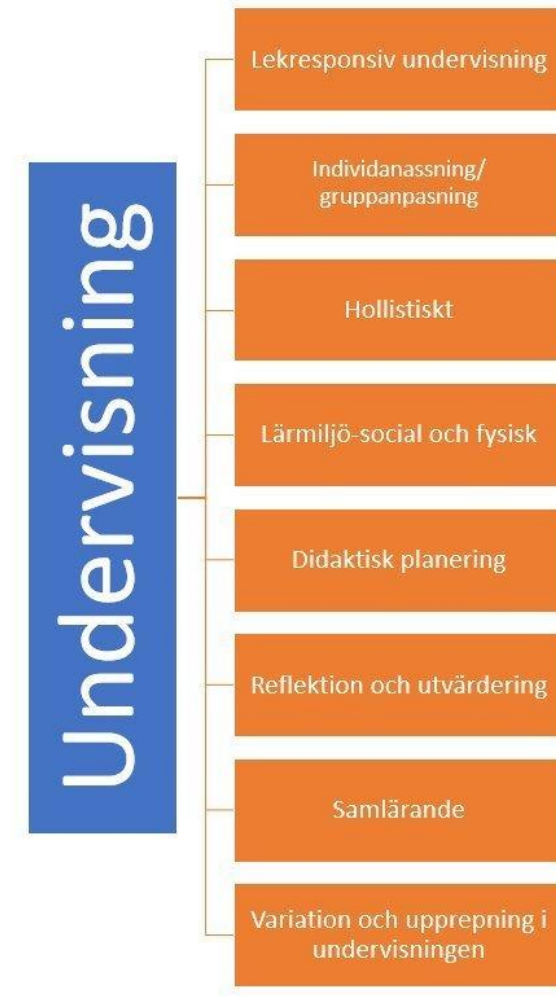 Undervisning
Lekresponsiv undervisning
Individanassning/
gruppanpasning
Hollistiskt
Lärmiljö-social och fysisk
Didaktisk planering
Reflektion och utvärdering
Samlärande
Variation och upprepning i
undervisningen